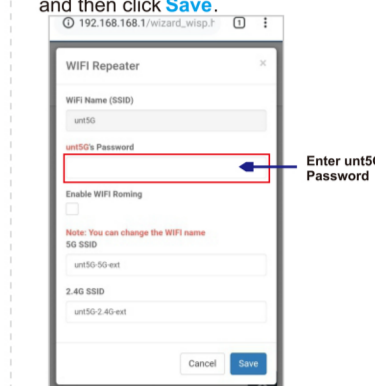 and then click Save.
192.168.168.1/wizard_wisp.h 1
WIFI Repeater ×
WiFi Name (SSID)
unt5G
unt5G's Password
Enter unt5G
Password
Enable WIFI Roming
Note: You can change the WIFI name
5G SSID
unt5G-5G-ext
2.4G SSID
unt5G-2.4G-ext
Cancel Save